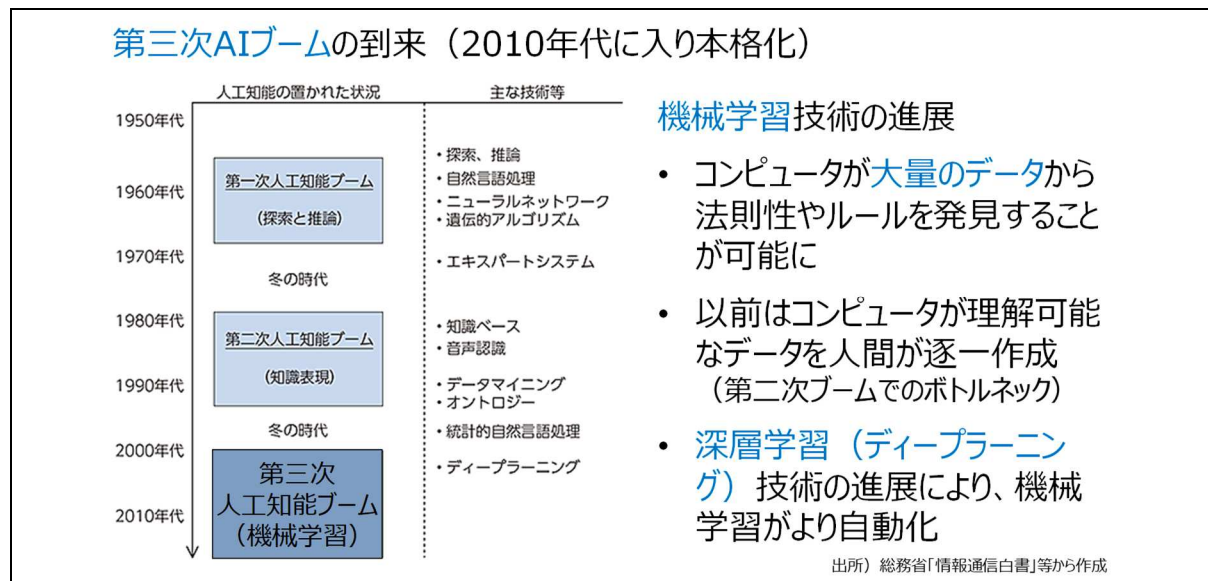 第三次AIブームの到来（2010年代に入り本格化）
人工知能の置かれた状況
主な技術等
1950年代
1960年代
1970年代
1980年代
1990年代
2000年代
2010年代
第一次人工知能ブーム
（探索と推論）
冬の時代
第二次人工知能ブーム
（知識表現）
冬の時代
第三次
人工知能ブーム
（機械学習）
・探索、推論
・自然言語処理
・ニューラルネットワーク
・遺伝的アルゴリズム
・エキスパートシステム
・知識ベース
・音声認識
・データマイニング
・オントロジー
・統計的自然言語処理
・ディープラーニング
機械学習技術の進展
• コンピュータが大量のデータから
法則性やルールを発見すること
が可能に
• 以前はコンピュータが理解可能
なデータを人間が逐一作成
（第二次ブームでのボトルネック）
• 深層学習（ディープラーニン
グ）技術の進展により、機械
学習がより自動化
出所）総務省「情報通信白書」等から作成